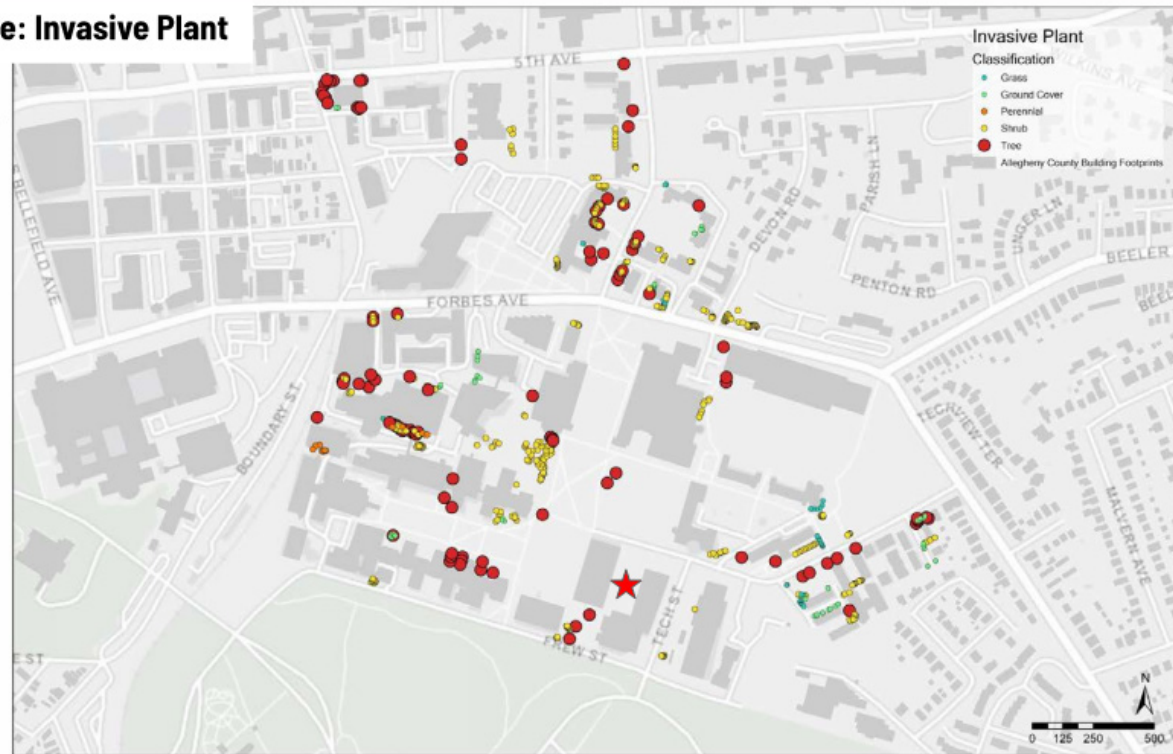 e: Invasive Plant
Invasive Plant
Classification
Grass
Ground Cover
Perennial
Shrub
Tree
Allegheny County Building Footprints
5TH AVE
WILKINS AVE
S BELLEFIELD AVE
PARISH LN
DEVON RD
UNGER LN
BEELER
PENTON RD
FORBES AVE
BOUNDARY ST
TECHVIEW TER
MALVERN AVE
TECH ST
FREW ST
E ST
N
0 125 250 500